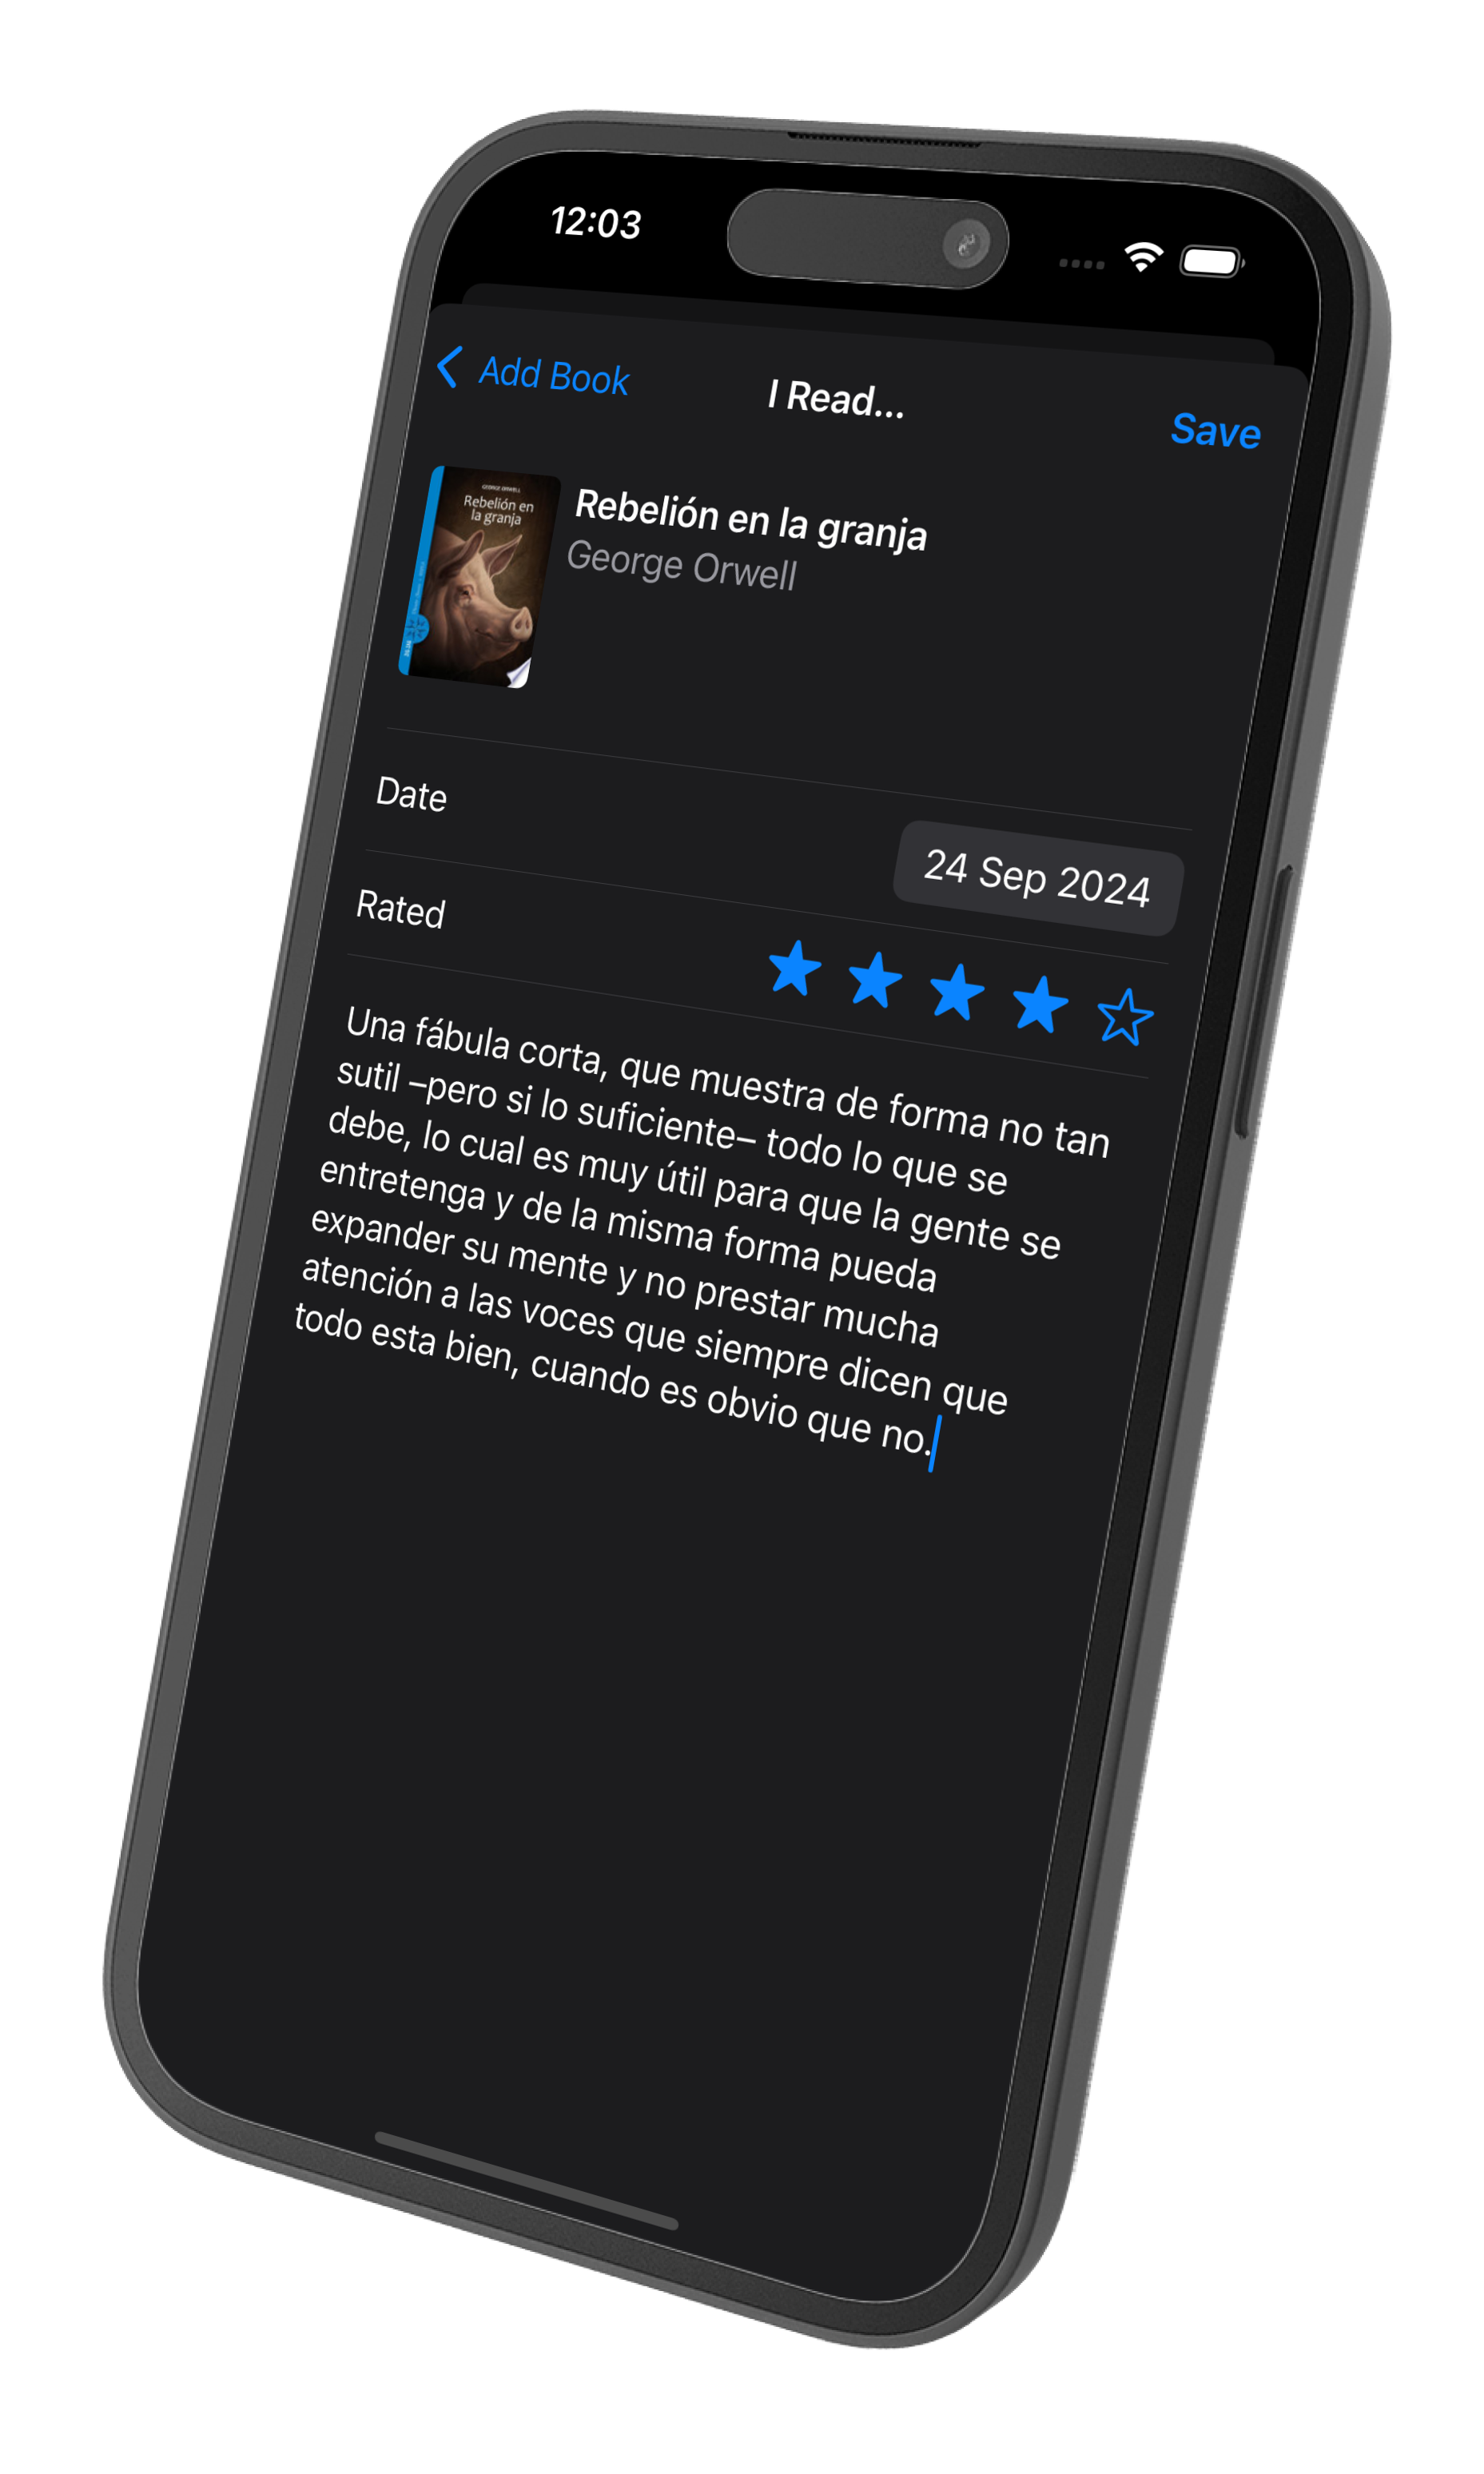 12:03
Add Book
I Read...
Save
GEORGE ORWELL
Rebelión en
la granja
Rebelión en la granja
George Orwell
Date
24 Sep 2024
Rated
Una fábula corta, que muestra de forma no tan
sutil –pero si lo suficiente– todo lo que se
debe, lo cual es muy útil para que la gente se
entretenga y de la misma forma pueda
expander su mente y no prestar mucha
atención a las voces que siempre dicen que
todo esta bien, cuando es obvio que no.